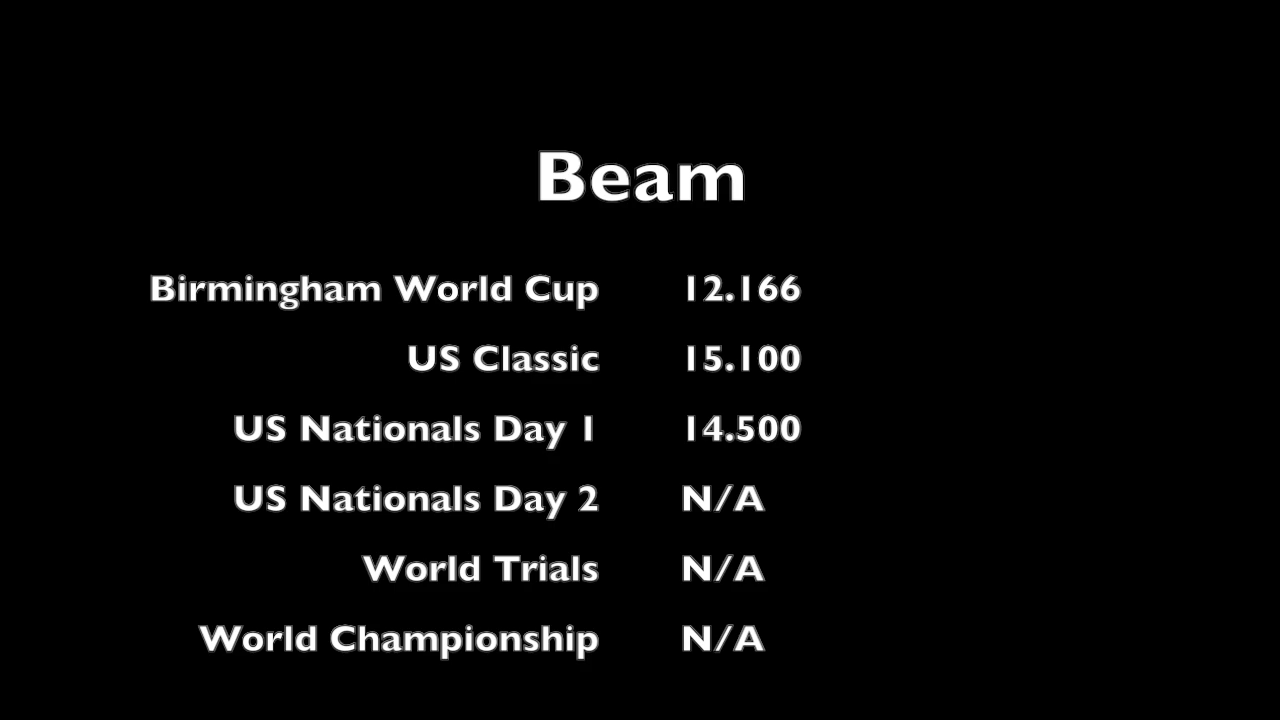 Beam
Birmingham World Cup 12.166
US Classic 15.100
US Nationals Day 1 14.500
US Nationals Day 2 N/A
World Trials N/A
World Championship N/A